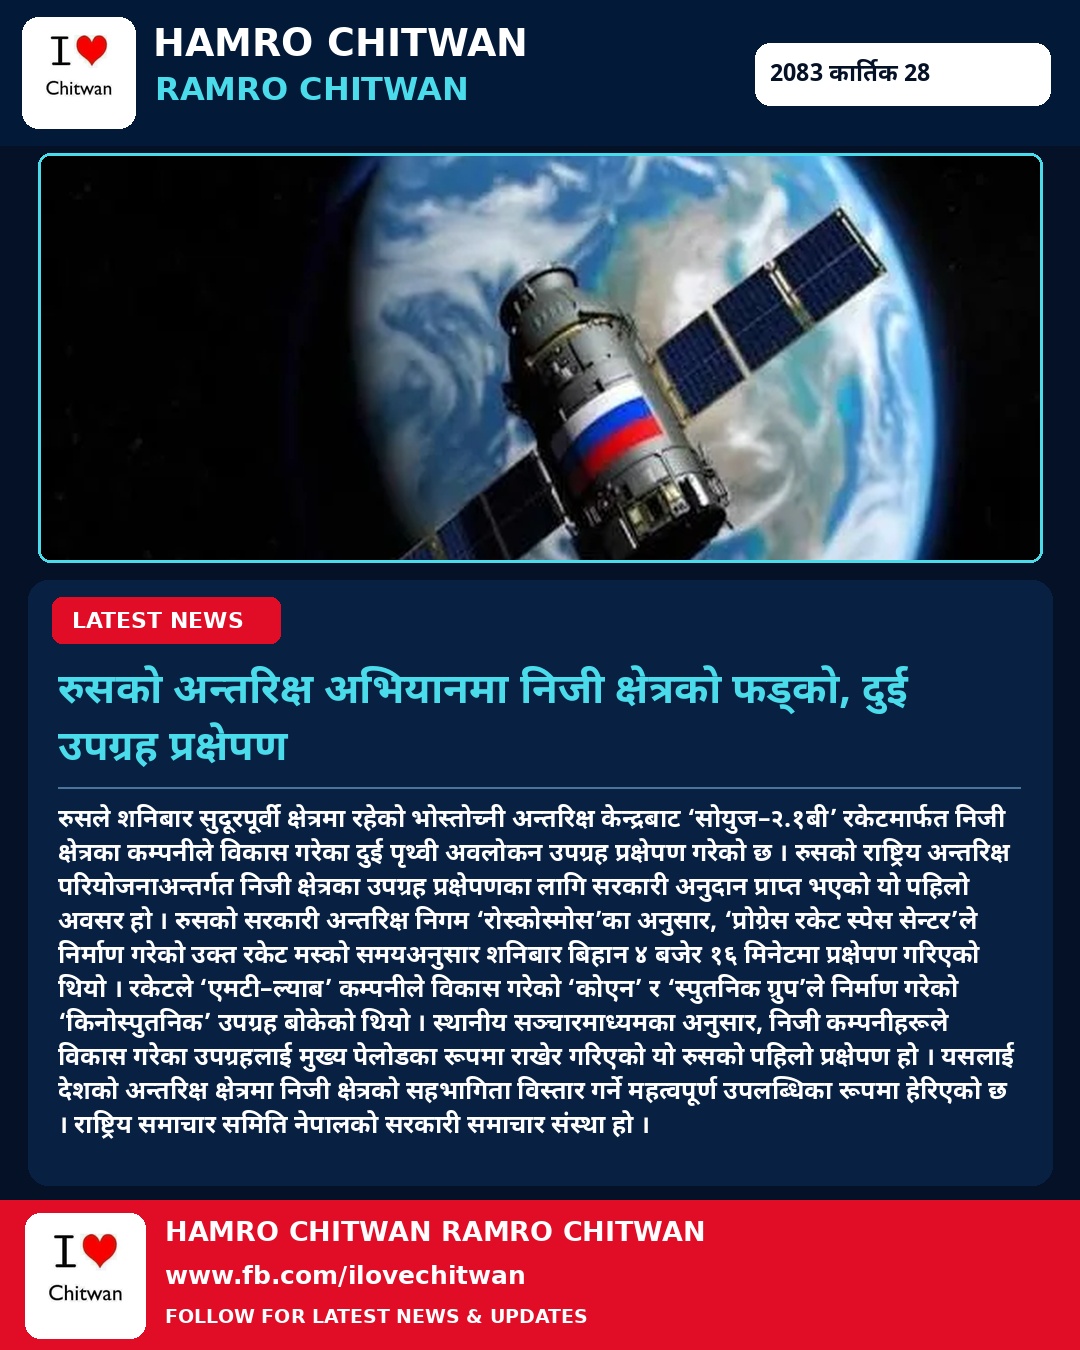 I ❤ Chitwan
HAMRO CHITWAN
RAMRO CHITWAN
2083 कार्तिक 28
LATEST NEWS
रुसको अन्तरिक्ष अभियानमा निजी क्षेत्रको फड्को, दुई
उपग्रह प्रक्षेपण
रुसले शनिबार सुदूरपूर्वी क्षेत्रमा रहेको भोस्तोच्नी अन्तरिक्ष केन्द्रबाट ‘सोयुज–२.१बी’ रकेटमार्फत निजी
क्षेत्रका कम्पनीले विकास गरेका दुई पृथ्वी अवलोकन उपग्रह प्रक्षेपण गरेको छ । रुसको राष्ट्रिय अन्तरिक्ष
परियोजनाअन्तर्गत निजी क्षेत्रका उपग्रह प्रक्षेपणका लागि सरकारी अनुदान प्राप्त भएको यो पहिलो
अवसर हो । रुसको सरकारी अन्तरिक्ष निगम ‘रोस्कोस्मोस’का अनुसार, ‘प्रोग्रेस रकेट स्पेस सेन्टर’ले
निर्माण गरेको उक्त रकेट मस्को समयअनुसार शनिबार बिहान ४ बजेर १६ मिनेटमा प्रक्षेपण गरिएको
थियो । रकेटले ‘एमटी–ल्याब’ कम्पनीले विकास गरेको ‘कोएन’ र ‘स्पुतनिक ग्रुप’ले निर्माण गरेको
‘किनोस्पुतनिक’ उपग्रह बोकेको थियो । स्थानीय सञ्चारमाध्यमका अनुसार, निजी कम्पनीहरूले
विकास गरेका उपग्रहलाई मुख्य पेलोडका रूपमा राखेर गरिएको यो रुसको पहिलो प्रक्षेपण हो । यसलाई
देशको अन्तरिक्ष क्षेत्रमा निजी क्षेत्रको सहभागिता विस्तार गर्ने महत्वपूर्ण उपलब्धिका रूपमा हेरिएको छ
। राष्ट्रिय समाचार समिति नेपालको सरकारी समाचार संस्था हो ।
I ❤ Chitwan
HAMRO CHITWAN RAMRO CHITWAN
www.fb.com/ilovechitwan
FOLLOW FOR LATEST NEWS & UPDATES